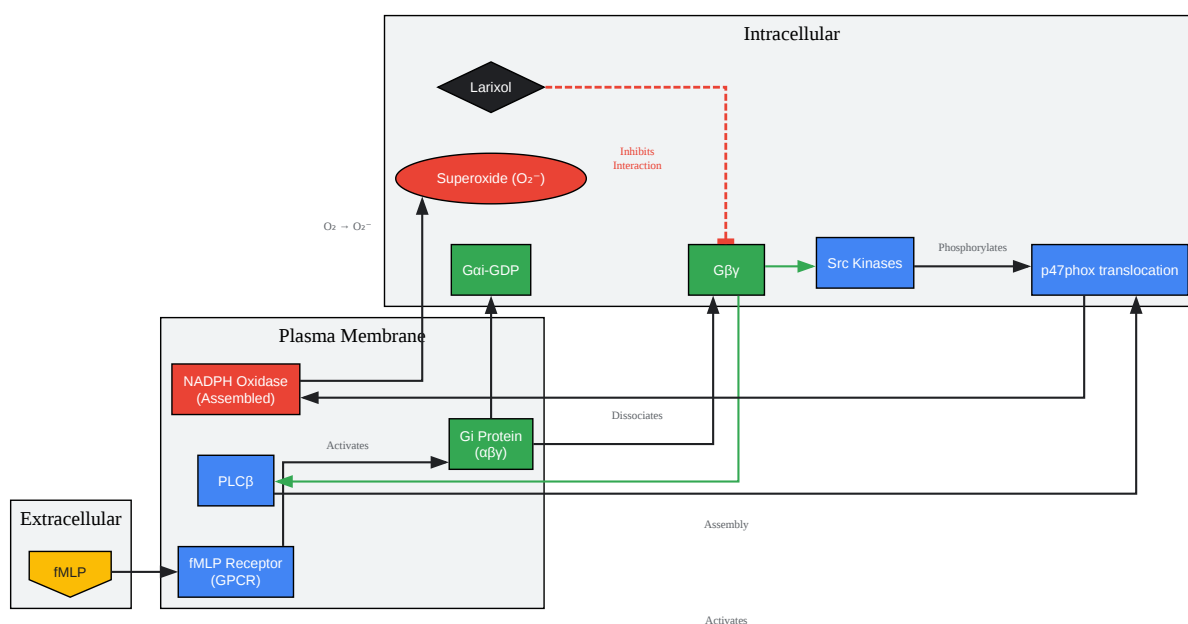 Intracellular
Larixol
Inhibits
Interaction
Superoxide (O₂⁻)
O₂ → O₂⁻
Gαi-GDP
Gβγ
Src Kinases
Phosphorylates
p47phox translocation
Plasma Membrane
NADPH Oxidase
(Assembled)
Dissociates
Activates
Gi Protein
(αβγ)
PLCβ
Extracellular
Assembly
fMLP
fMLP Receptor
(GPCR)
Activates